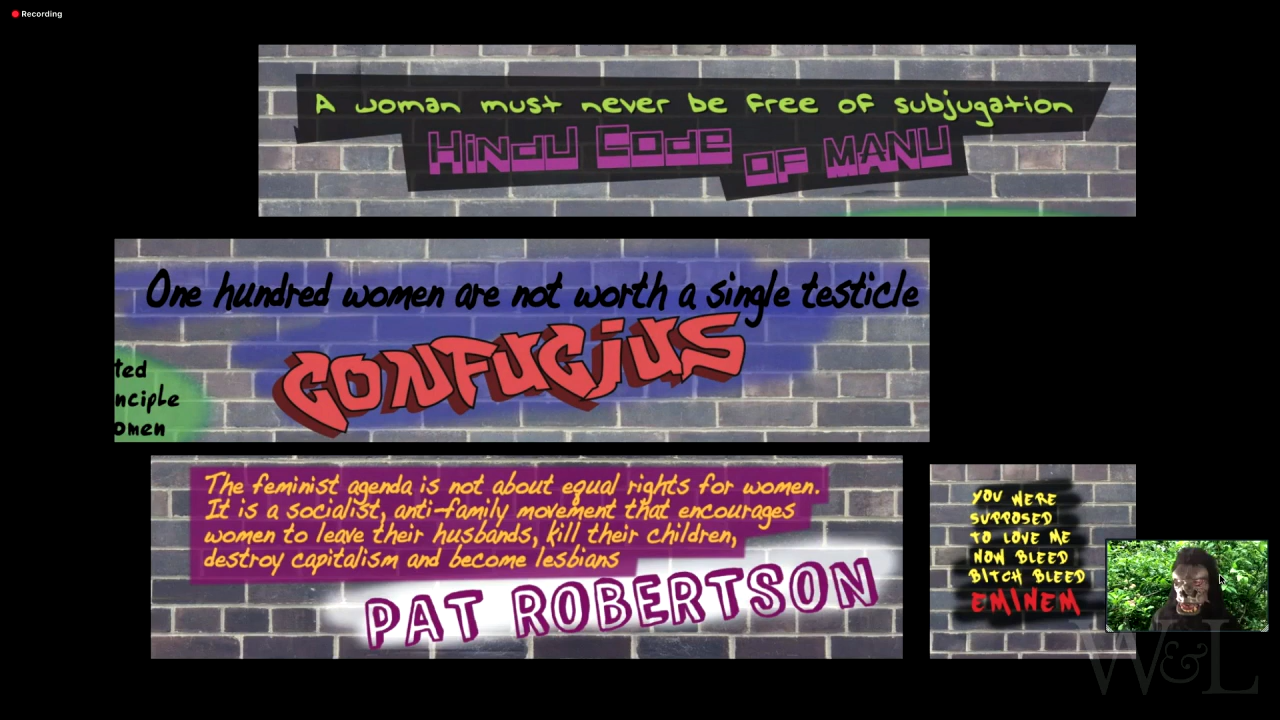 Recording
A woman must never be free of subjugation
Hindu Code OF MANU
One hundred women are not worth a single testicle
CONFUCIUS
ted
nciple
omen
The feminist agenda is not about equal rights for women.
It is a socialist, anti-family movement that encourages
women to leave their husbands, kill their children,
destroy capitalism and become lesbians
PAT ROBERTSON
YOU WERE
SUPPOSED
TO LOVE ME
NOW BLEED
BITCH BLEED
EMINEM
W&L